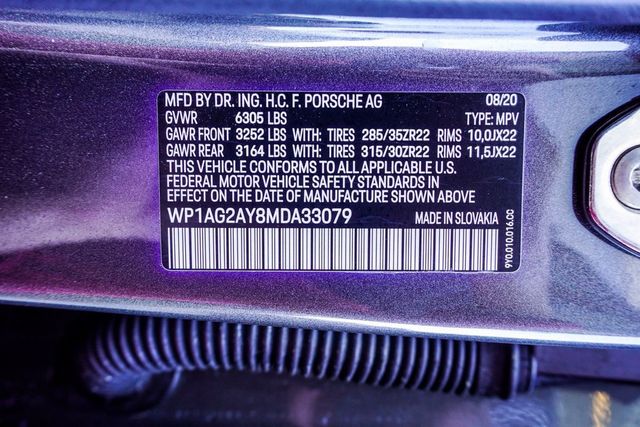 MFD BY DR. ING. H.C. F. PORSCHE AG 08/20
GVWR 6305 LBS TYPE: MPV
GAWR FRONT 3252 LBS WITH: TIRES 285/35ZR22 RIMS 10,0JX22
GAWR REAR 3164 LBS WITH: TIRES 315/30ZR22 RIMS 11,5JX22
THIS VEHICLE CONFORMS TO ALL APPLICABLE U.S.
FEDERAL MOTOR VEHICLE SAFETY STANDARDS IN
EFFECT ON THE DATE OF MANUFACTURE SHOWN ABOVE
WP1AG2AY8MDA33079 MADE IN SLOVAKIA
9Y0.010.016.CC